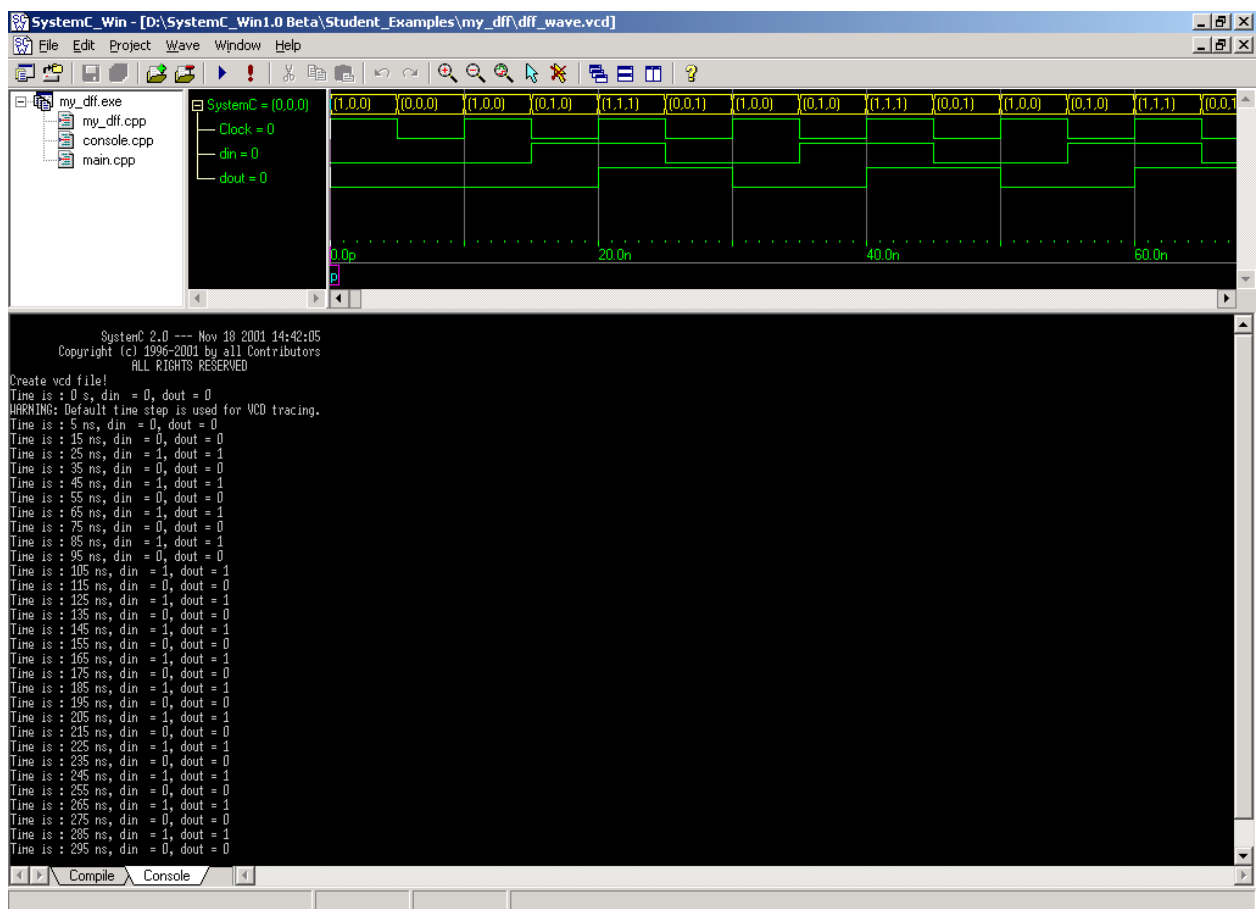 SystemC_Win - [D:\SystemC_Win1.0 Beta\Student_Examples\my_dff\dff_wave.vcd]
File Edit Project Wave Window Help
my_dff.exe
my_dff.cpp
console.cpp
main.cpp
SystemC = (0,0,0)
Clock = 0
din = 0
dout = 0
(1,0,0) (0,0,0) (1,0,0) (0,1,0) (1,1,1) (0,0,1) (1,0,0) (0,1,0) (1,1,1) (0,0,1) (1,0,0) (0,1,0) (1,1,1) (0,0,1
0.0p 20.0n 40.0n 60.0n
p
SystemC 2.0 --- Nov 18 2001 14:42:05
Copyright (c) 1996-2001 by all Contributors
ALL RIGHTS RESERVED
Create vcd file!
Time is : 0 s, din = 0, dout = 0
WARNING: Default time step is used for VCD tracing.
Time is : 5 ns, din = 0, dout = 0
Time is : 15 ns, din = 0, dout = 0
Time is : 25 ns, din = 1, dout = 1
Time is : 35 ns, din = 0, dout = 0
Time is : 45 ns, din = 1, dout = 1
Time is : 55 ns, din = 0, dout = 0
Time is : 65 ns, din = 1, dout = 1
Time is : 75 ns, din = 0, dout = 0
Time is : 85 ns, din = 1, dout = 1
Time is : 95 ns, din = 0, dout = 0
Time is : 105 ns, din = 1, dout = 1
Time is : 115 ns, din = 0, dout = 0
Time is : 125 ns, din = 1, dout = 1
Time is : 135 ns, din = 0, dout = 0
Time is : 145 ns, din = 1, dout = 1
Time is : 155 ns, din = 0, dout = 0
Time is : 165 ns, din = 1, dout = 1
Time is : 175 ns, din = 0, dout = 0
Time is : 185 ns, din = 1, dout = 1
Time is : 195 ns, din = 0, dout = 0
Time is : 205 ns, din = 1, dout = 1
Time is : 215 ns, din = 0, dout = 0
Time is : 225 ns, din = 1, dout = 1
Time is : 235 ns, din = 0, dout = 0
Time is : 245 ns, din = 1, dout = 1
Time is : 255 ns, din = 0, dout = 0
Time is : 265 ns, din = 1, dout = 1
Time is : 275 ns, din = 0, dout = 0
Time is : 285 ns, din = 1, dout = 1
Time is : 295 ns, din = 0, dout = 0
Compile Console